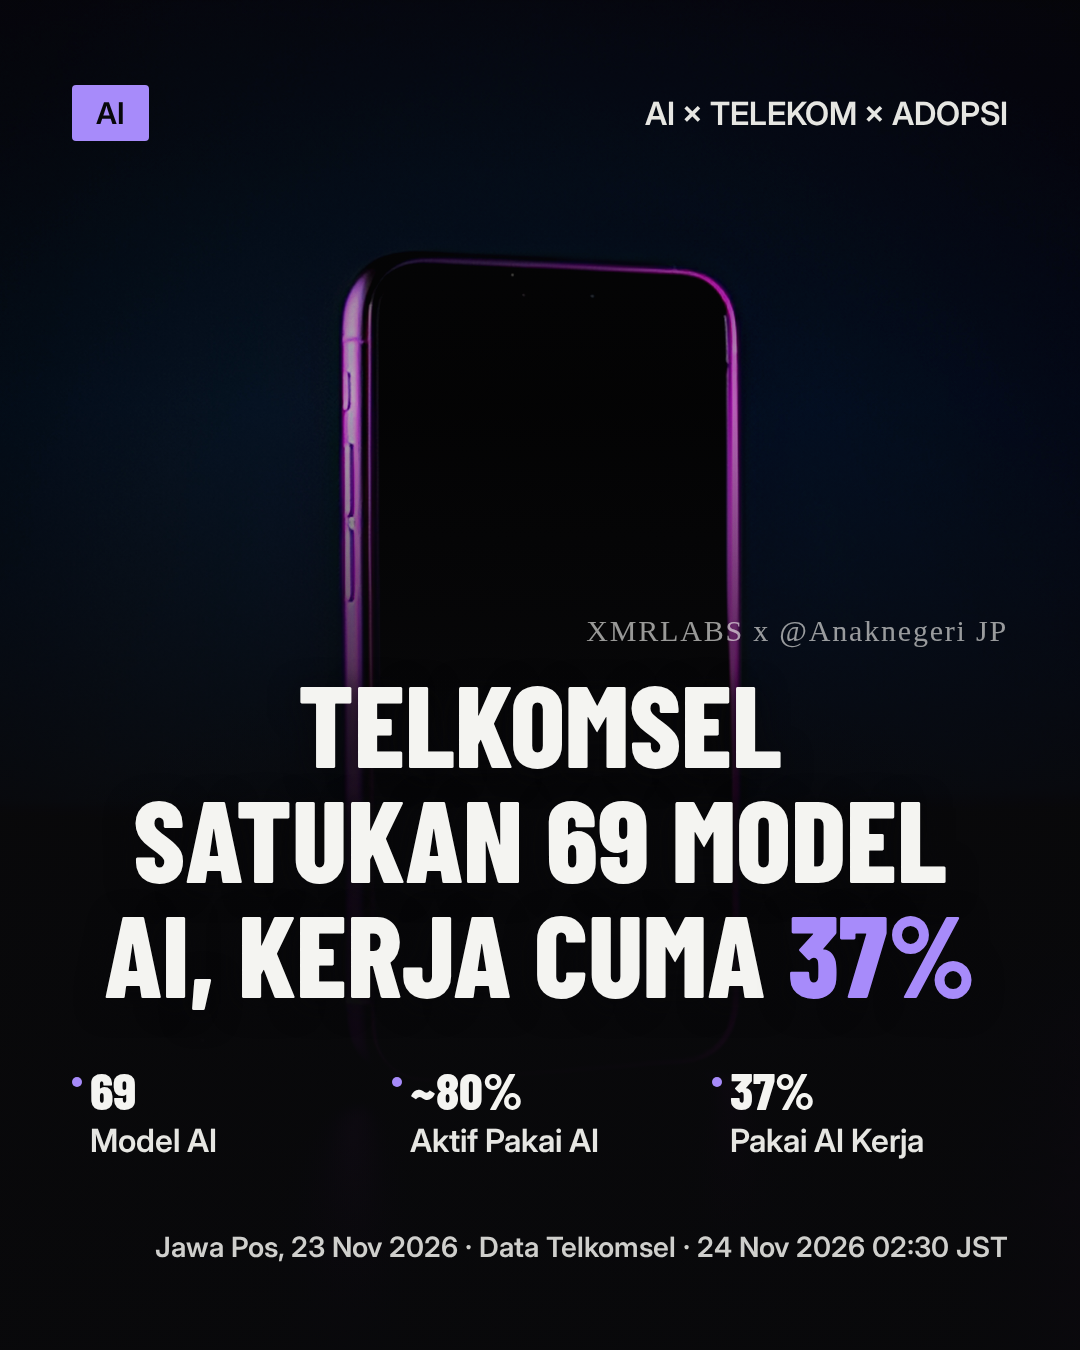 AI
AI × TELEKOM × ADOPSI
XMRLABS x @Anaknegeri JP
TELKOMSEL
SATUKAN 69 MODEL
AI, KERJA CUMA 37%
69
Model AI
~80%
Aktif Pakai AI
37%
Pakai AI Kerja
Jawa Pos, 23 Nov 2026 · Data Telkomsel · 24 Nov 2026 02:30 JST